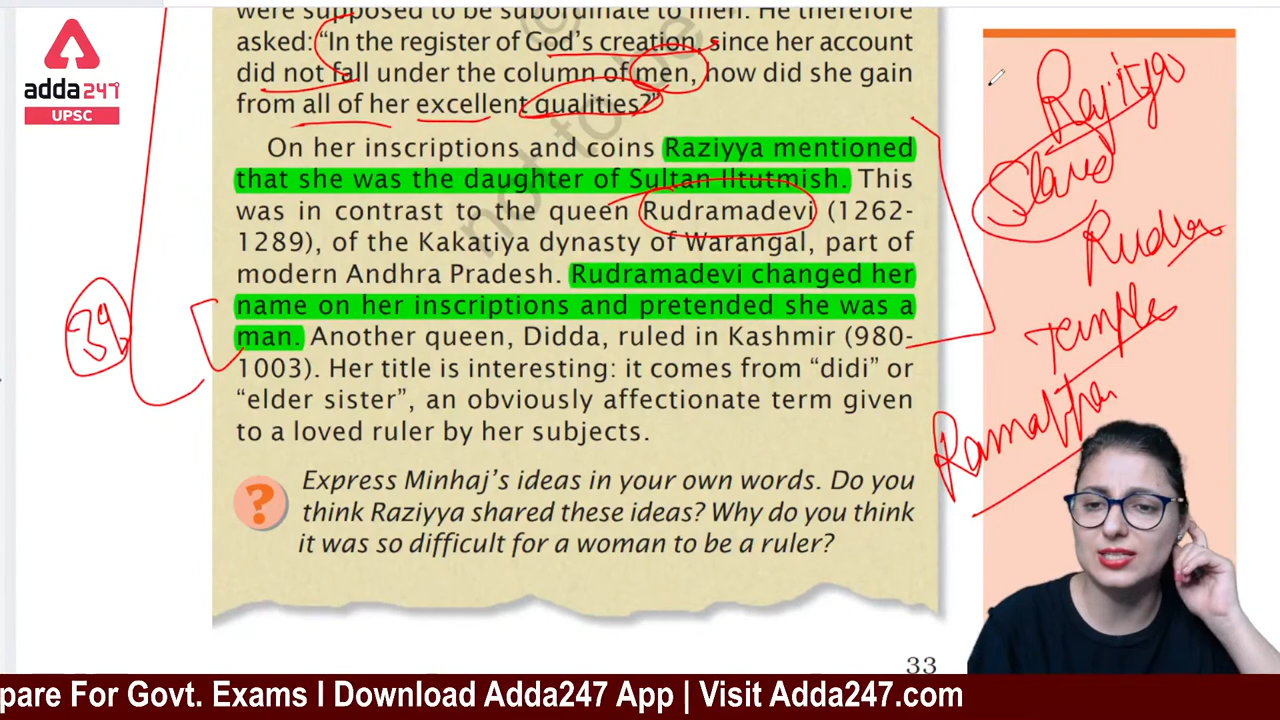 were supposed to be subordinate to men. He therefore
asked: “In the register of God’s creation, since her account
did not fall under the column of men, how did she gain
from all of her excellent qualities?”
On her inscriptions and coins Raziyya mentioned
that she was the daughter of Sultan Iltutmish. This
was in contrast to the queen Rudramadevi (1262-
1289), of the Kakatiya dynasty of Warangal, part of
modern Andhra Pradesh. Rudramadevi changed her
name on her inscriptions and pretended she was a
man. Another queen, Didda, ruled in Kashmir (980-
1003). Her title is interesting: it comes from “didi” or
“elder sister”, an obviously affectionate term given
to a loved ruler by her subjects.
?
Express Minhaj’s ideas in your own words. Do you
think Raziyya shared these ideas? Why do you think
it was so difficult for a woman to be a ruler?
33
adda247
UPSC
not to be
Temple
pare For Govt. Exams I Download Adda247 App | Visit Adda247.com